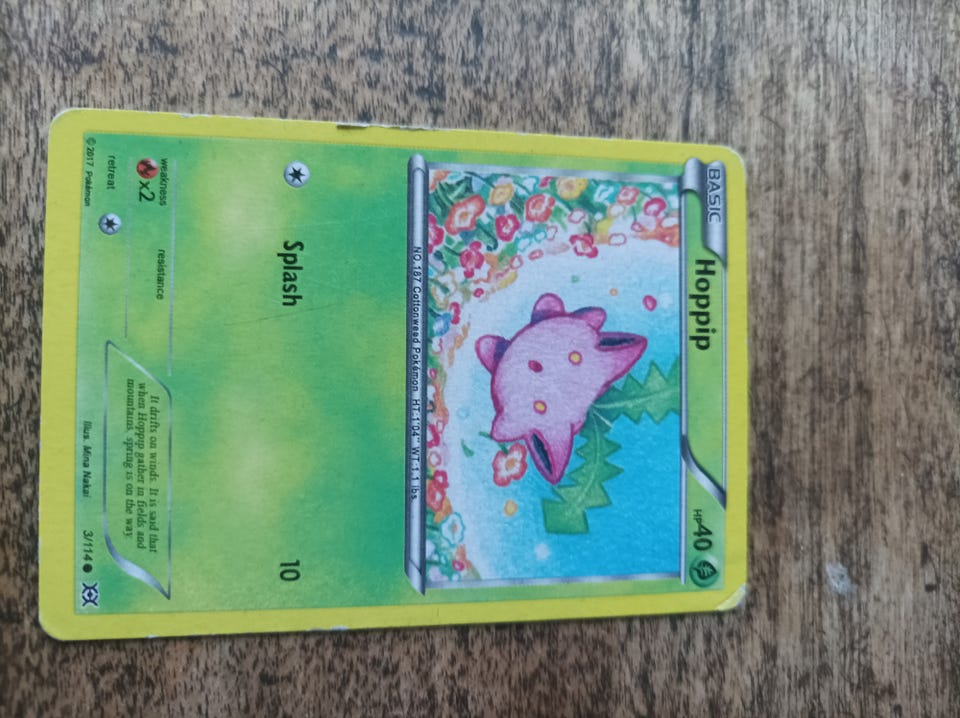 BASIC
Hoppip
HP40
NO. 187 Cottonweed Pokémon HT: 1'04" WT: 1.1 lbs.
Splash
10
weakness
x2
resistance
retreat
It drifts on winds. It is said that
when Hoppip gather in fields and
mountains, spring is on the way.
Illus. Mina Nakai
3/114
©2017 Pokémon